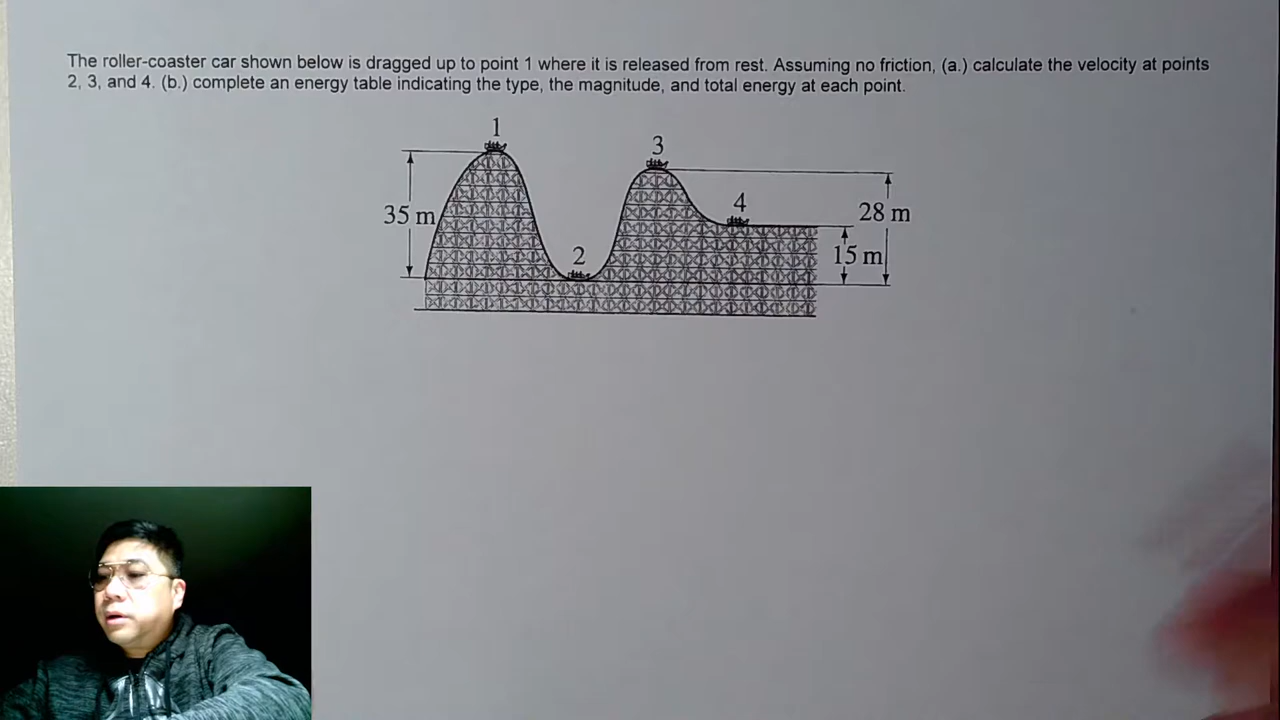 The roller-coaster car shown below is dragged up to point 1 where it is released from rest. Assuming no friction, (a.) calculate the velocity at points
2, 3, and 4. (b.) complete an energy table indicating the type, the magnitude, and total energy at each point.
1
3
4
35 m
28 m
2
15 m